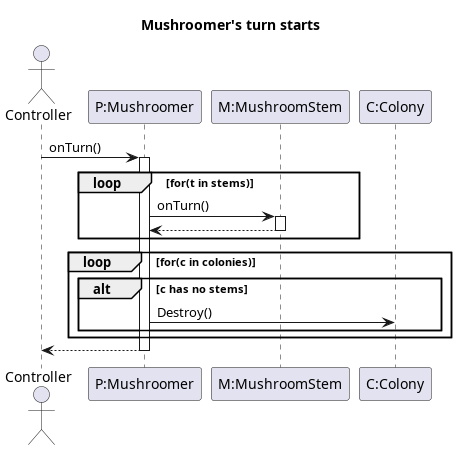 Mushroomer's turn starts
Controller
P:Mushroomer
M:MushroomStem
C:Colony
onTurn()
loop
[for(t in stems)]
onTurn()
loop
[for(c in colonies)]
alt
[c has no stems]
Destroy()
Controller
P:Mushroomer
M:MushroomStem
C:Colony